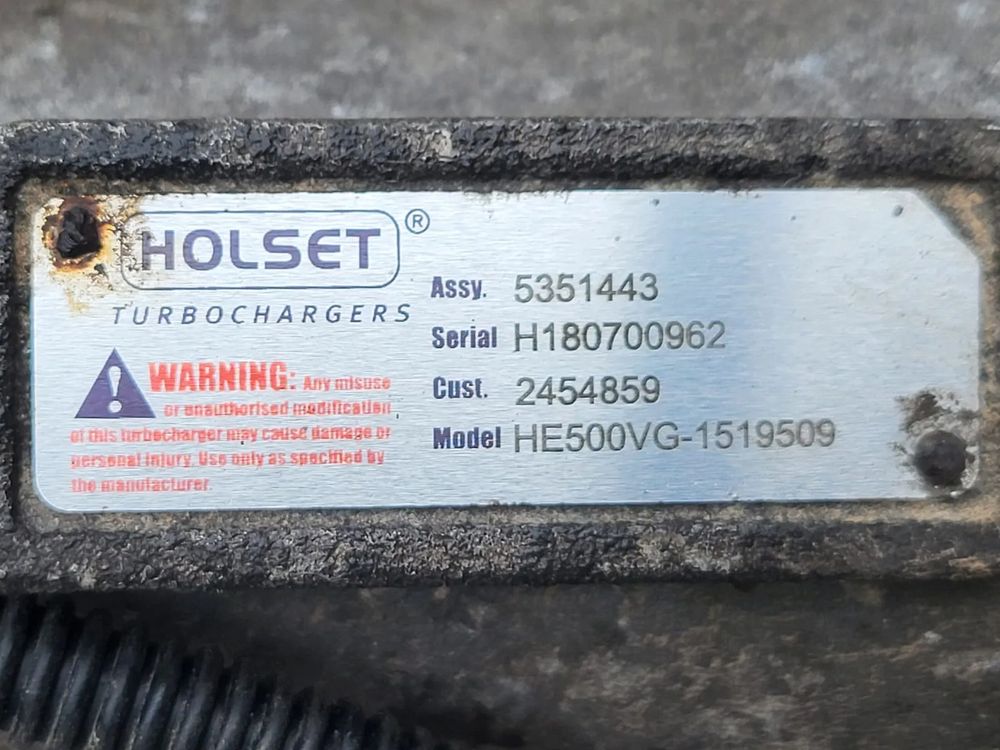 HOLSET®
TURBOCHARGERS
! WARNING: Any misuse
or unauthorised modification
of this turbocharger may cause damage or
personal injury. Use only as specified by
the manufacturer.
Assy. 5351443
Serial H180700962
Cust. 2454859
Model HE500VG-1519509